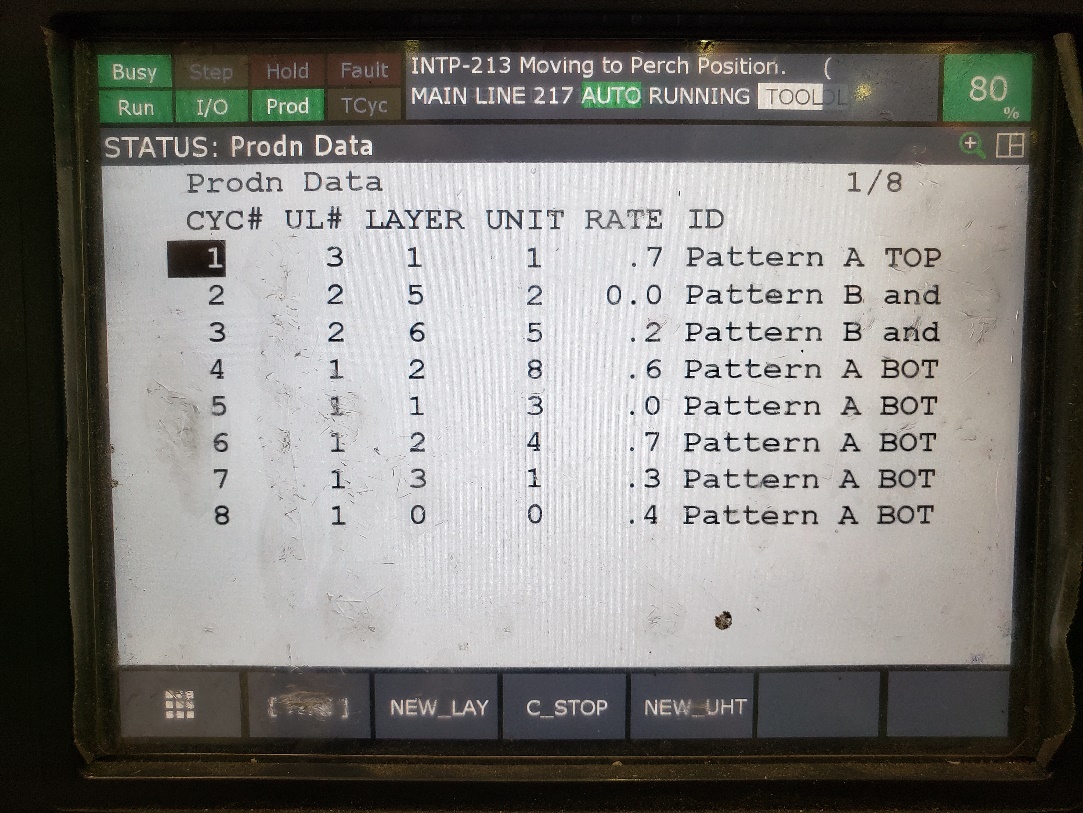 Busy Step Hold Fault INTP-213 Moving to Perch Position. (
Run I/O Prod TCyc MAIN LINE 217 AUTO RUNNING TOOL 80 %
STATUS: Prodn Data
Prodn Data 1/8
CYC# UL# LAYER UNIT RATE ID
1 3 1 1 .7 Pattern A TOP
2 2 5 2 0.0 Pattern B and
3 2 6 5 .2 Pattern B and
4 1 2 8 .6 Pattern A BOT
5 1 1 3 .0 Pattern A BOT
6 1 2 4 .7 Pattern A BOT
7 1 3 1 .3 Pattern A BOT
8 1 0 0 .4 Pattern A BOT
[ ] NEW_LAY C_STOP NEW_UHT